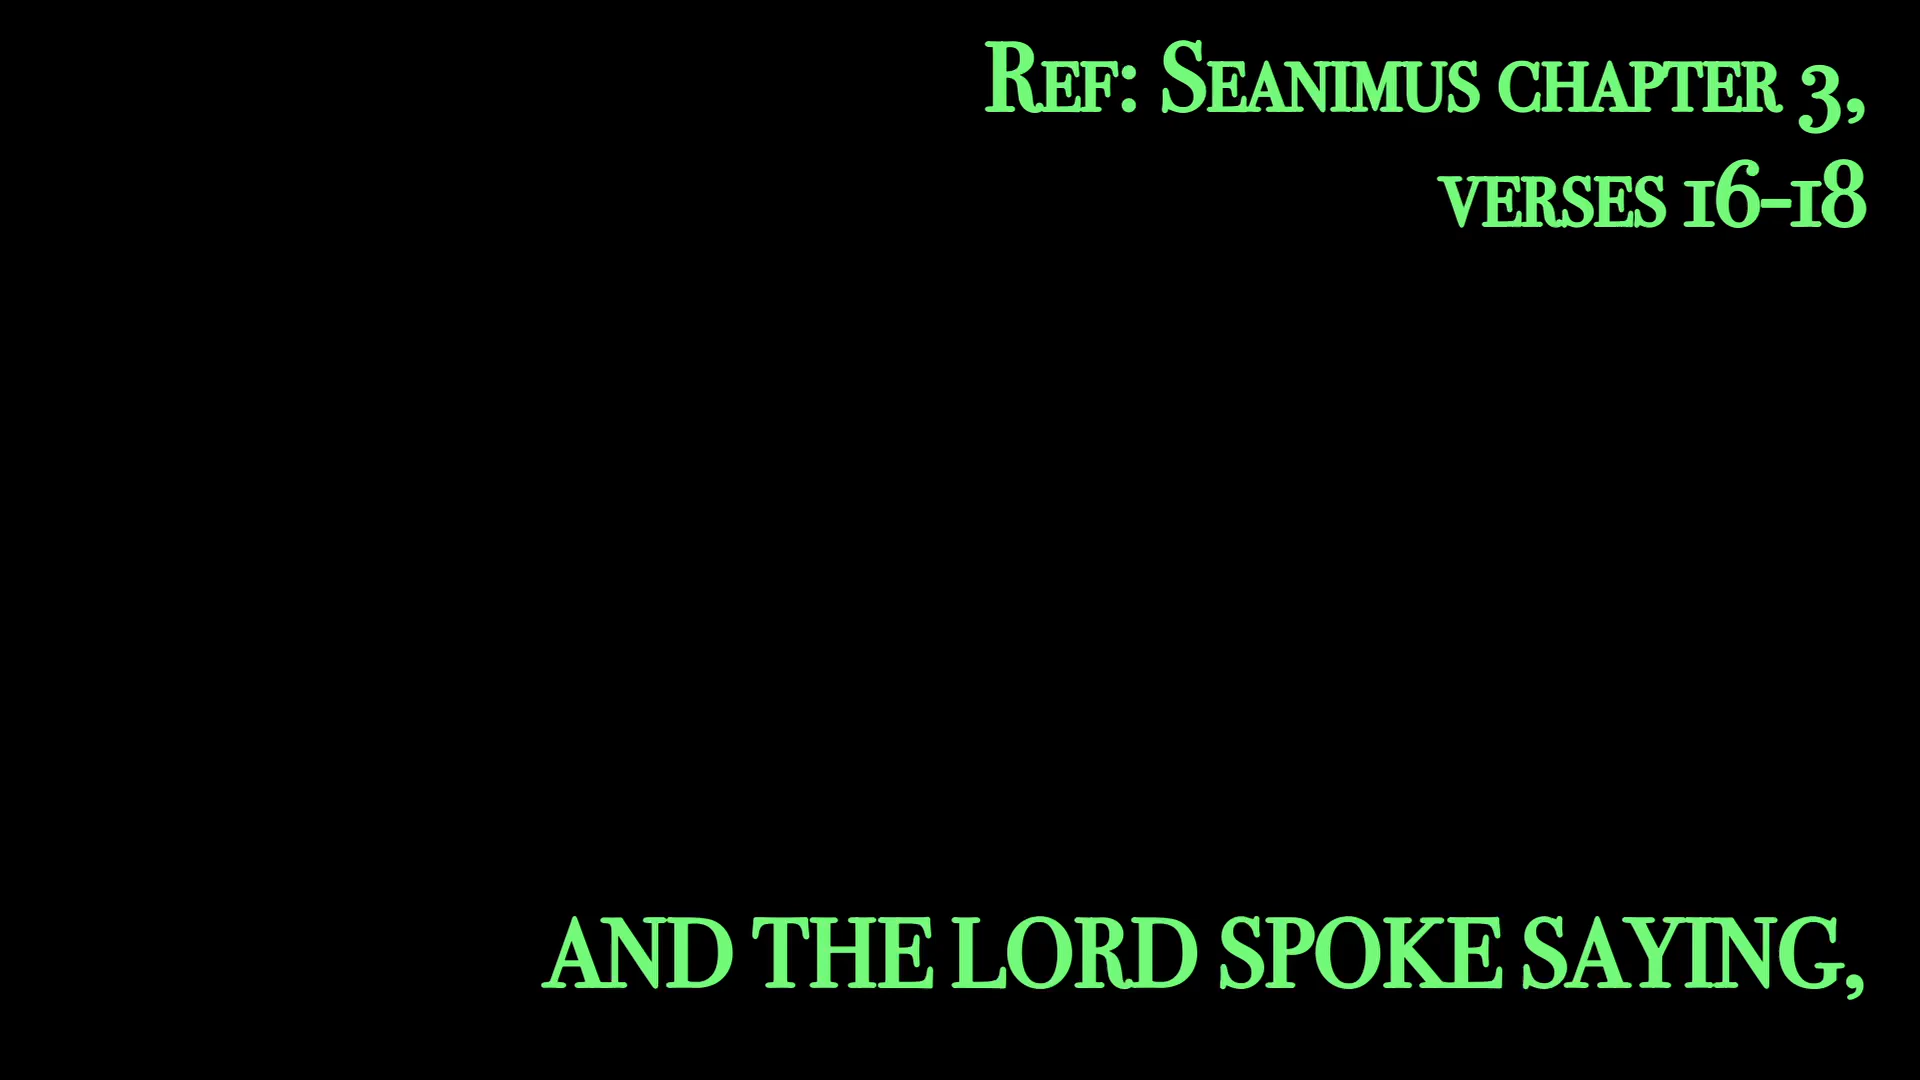 Ref: Seanimus chapter 3,
verses 16-18
AND THE LORD SPOKE SAYING,